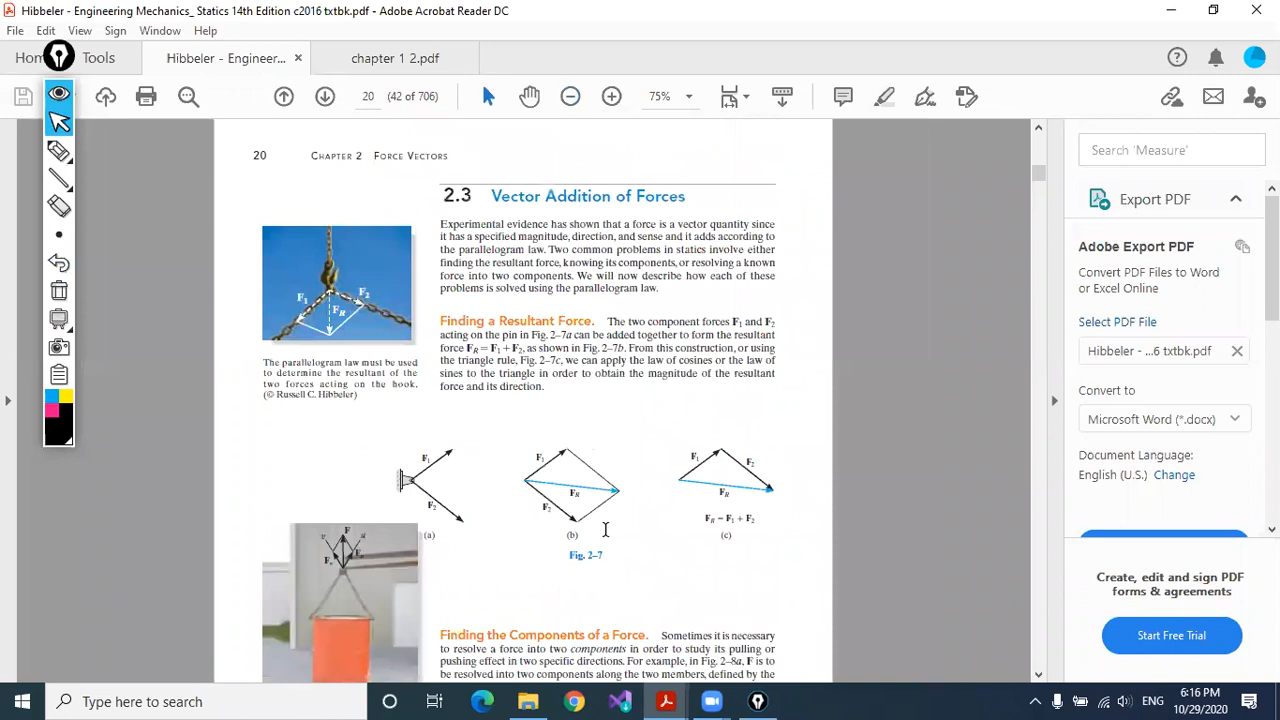 Hibbeler - Engineering Mechanics_ Statics 14th Edition c2016 txtbk.pdf - Adobe Acrobat Reader DC
File Edit View Sign Window Help
Tools
Hibbeler - Engineer...
chapter 1 2.pdf
20 (42 of 706)
75%
20 CHAPTER 2 FORCE VECTORS
2.3 Vector Addition of Forces
Experimental evidence has shown that a force is a vector quantity since
it has a specified magnitude, direction, and sense and it adds according to
the parallelogram law. Two common problems in statics involve either
finding the resultant force, knowing its components, or resolving a known
force into two components. We will now describe how each of these
problems is solved using the parallelogram law.
F1
F2
FR
The parallelogram law must be used
to determine the resultant of the
two forces acting on the hook.
(© Russell C. Hibbeler)
Finding a Resultant Force. The two component forces F1 and F2
acting on the pin in Fig. 2–7a can be added together to form the resultant
force FR = F1 + F2, as shown in Fig. 2–7b. From this construction, or using
the triangle rule, Fig. 2–7c, we can apply the law of cosines or the law of
sines to the triangle in order to obtain the magnitude of the resultant
force and its direction.
F1
F2
(a)
F1
FR
F2
(b)
F1
F2
FR
FR = F1 + F2
(c)
Fig. 2–7
v
F
u
Finding the Components of a Force. Sometimes it is necessary
to resolve a force into two components in order to study its pulling or
pushing effect in two specific directions. For example, in Fig. 2–8a, F is to
be resolved into two components along the two members, defined by the
Search 'Measure'
Export PDF
Adobe Export PDF
Convert PDF Files to Word
or Excel Online
Select PDF File
Hibbeler - ...6 txtbk.pdf
Convert to
Microsoft Word (*.docx)
Document Language:
English (U.S.) Change
Create, edit and sign PDF
forms & agreements
Start Free Trial
Type here to search
ENG
6:16 PM
10/29/2020